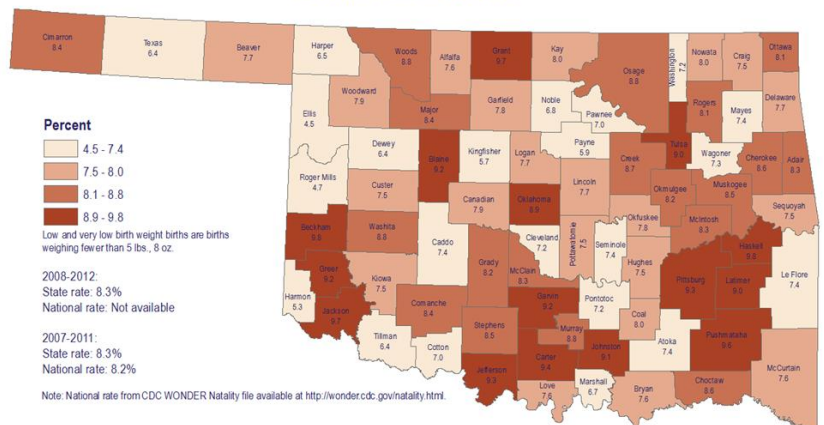 Cimarron
8.4
Texas
6.4
Beaver
7.7
Harper
6.5
Woods
8.8
Alfalfa
7.6
Grant
9.7
Kay
8.0
Osage
8.8
Washington
7.2
Nowata
8.0
Craig
7.5
Ottawa
8.1
Ellis
4.5
Woodward
7.9
Major
8.4
Garfield
7.8
Noble
6.8
Pawnee
7.0
Rogers
8.1
Mayes
7.4
Delaware
7.7
Percent
4.5 - 7.4
7.5 - 8.0
8.1 - 8.8
8.9 - 9.8
Low and very low birth weight births are births
weighing fewer than 5 lbs., 8 oz.
2008-2012:
State rate: 8.3%
National rate: Not available
2007-2011:
State rate: 8.3%
National rate: 8.2%
Roger Mills
4.7
Dewey
6.4
Blaine
Kingfisher
5.7
Logan
7.7
Payne
5.9
Creek
8.7
Tulsa
9.0
Wagoner
7.3
Cherokee
8.6
Adair
8.3
Custer
7.5
Canadian
7.9
Oklahoma
8.9
Lincoln
7.7
Okmulgee
8.2
Muskogee
8.5
Sequoyah
7.5
Beckham
Washita
8.8
Caddo
7.4
Grady
8.2
McClain
8.3
Cleveland
7.2
Pottawatomie
7.5
Seminole
7.4
Okfuskee
7.8
McIntosh
8.3
Haskell
Hughes
7.5
Pittsburg
9.3
Latimer
Le Flore
7.4
Harmon
5.3
Greer
9.2
Kiowa
7.5
Jackson
9.7
Comanche
8.4
Tillman
6.4
Cotton
7.0
Stephens
8.5
Garvin
9.2
Murray
8.8
Pontotoc
7.2
Coal
8.0
Atoka
7.4
Pushmataha
9.6
McCurtain
7.6
Jefferson
Carter
9.4
Johnston
9.1
Love
7.6
Marshall
6.7
Bryan
7.6
Choctaw
8.6
Note: National rate from CDC WONDER Natality file available at http://wonder.cdc.gov/natality.html.